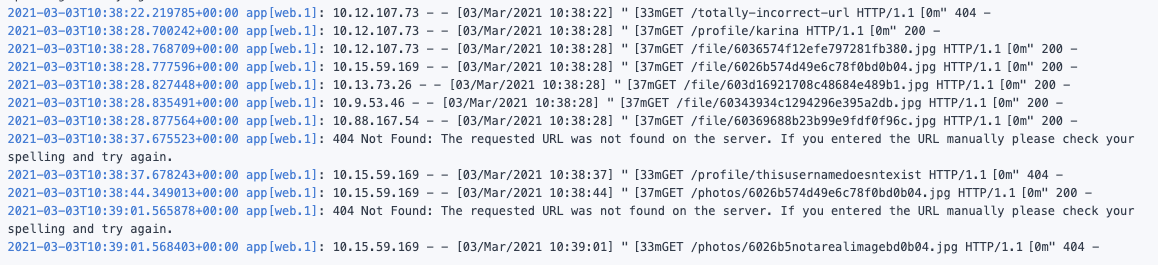 2021-03-03T10:38:22.219785+00:00 app[web.1]: 10.12.107.73 - - [03/Mar/2021 10:38:22] " [33mGET /totally-incorrect-url HTTP/1.1 [0m" 404 -
2021-03-03T10:38:28.700242+00:00 app[web.1]: 10.12.107.73 - - [03/Mar/2021 10:38:28] " [37mGET /profile/karina HTTP/1.1 [0m" 200 -
2021-03-03T10:38:28.768709+00:00 app[web.1]: 10.12.107.73 - - [03/Mar/2021 10:38:28] " [37mGET /file/6036574f12efe797281fb380.jpg HTTP/1.1 [0m" 200 -
2021-03-03T10:38:28.777596+00:00 app[web.1]: 10.15.59.169 - - [03/Mar/2021 10:38:28] " [37mGET /file/6026b574d49e6c78f0bd0b04.jpg HTTP/1.1 [0m" 200 -
2021-03-03T10:38:28.827448+00:00 app[web.1]: 10.13.73.26 - - [03/Mar/2021 10:38:28] " [37mGET /file/603d16921708c48684e489b1.jpg HTTP/1.1 [0m" 200 -
2021-03-03T10:38:28.835491+00:00 app[web.1]: 10.9.53.46 - - [03/Mar/2021 10:38:28] " [37mGET /file/60343934c1294296e395a2db.jpg HTTP/1.1 [0m" 200 -
2021-03-03T10:38:28.877564+00:00 app[web.1]: 10.88.167.54 - - [03/Mar/2021 10:38:28] " [37mGET /file/60369688b23b99e9fdf0f96c.jpg HTTP/1.1 [0m" 200 -
2021-03-03T10:38:37.675523+00:00 app[web.1]: 404 Not Found: The requested URL was not found on the server. If you entered the URL manually please check your
spelling and try again.
2021-03-03T10:38:37.678243+00:00 app[web.1]: 10.15.59.169 - - [03/Mar/2021 10:38:37] " [33mGET /profile/thisusernamedoesntexist HTTP/1.1 [0m" 404 -
2021-03-03T10:38:44.349013+00:00 app[web.1]: 10.15.59.169 - - [03/Mar/2021 10:38:44] " [37mGET /photos/6026b574d49e6c78f0bd0b04.jpg HTTP/1.1 [0m" 200 -
2021-03-03T10:39:01.565878+00:00 app[web.1]: 404 Not Found: The requested URL was not found on the server. If you entered the URL manually please check your
spelling and try again.
2021-03-03T10:39:01.568403+00:00 app[web.1]: 10.15.59.169 - - [03/Mar/2021 10:39:01] " [33mGET /photos/6026b5notarealimagebd0b04.jpg HTTP/1.1 [0m" 404 -